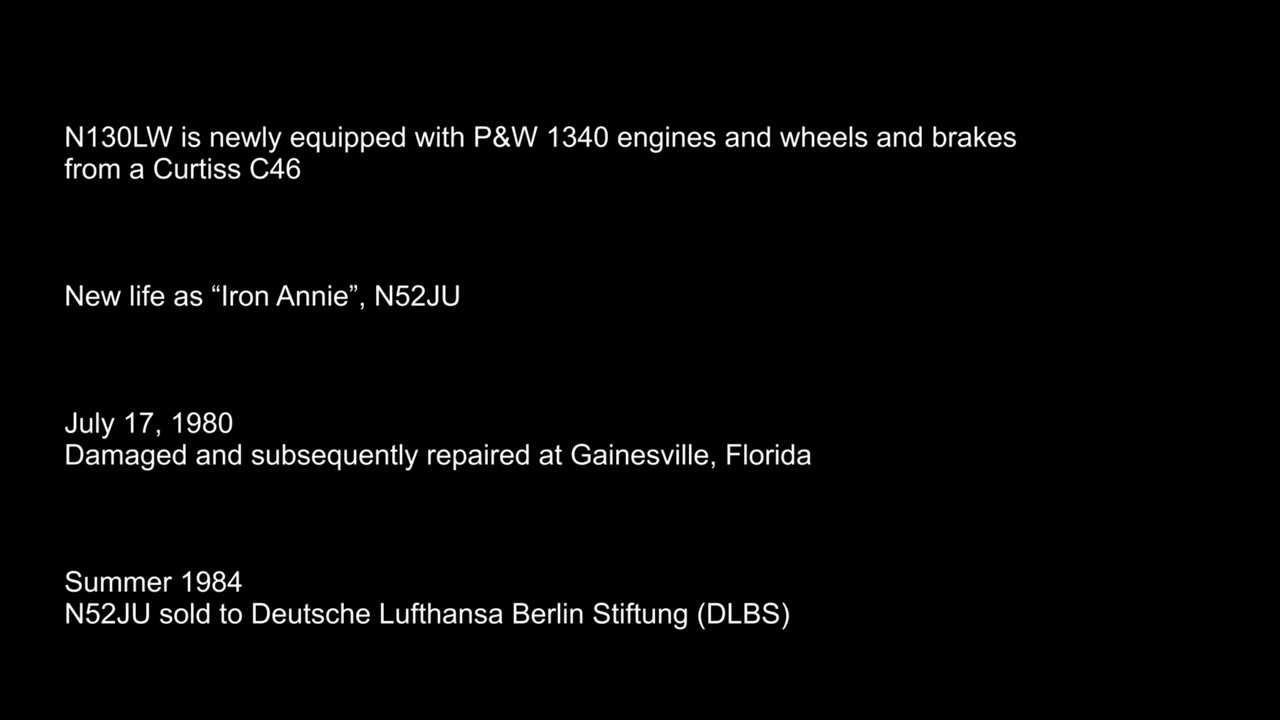 N130LW is newly equipped with P&W 1340 engines and wheels and brakes
from a Curtiss C46
New life as “Iron Annie”, N52JU
July 17, 1980
Damaged and subsequently repaired at Gainesville, Florida
Summer 1984
N52JU sold to Deutsche Lufthansa Berlin Stiftung (DLBS)